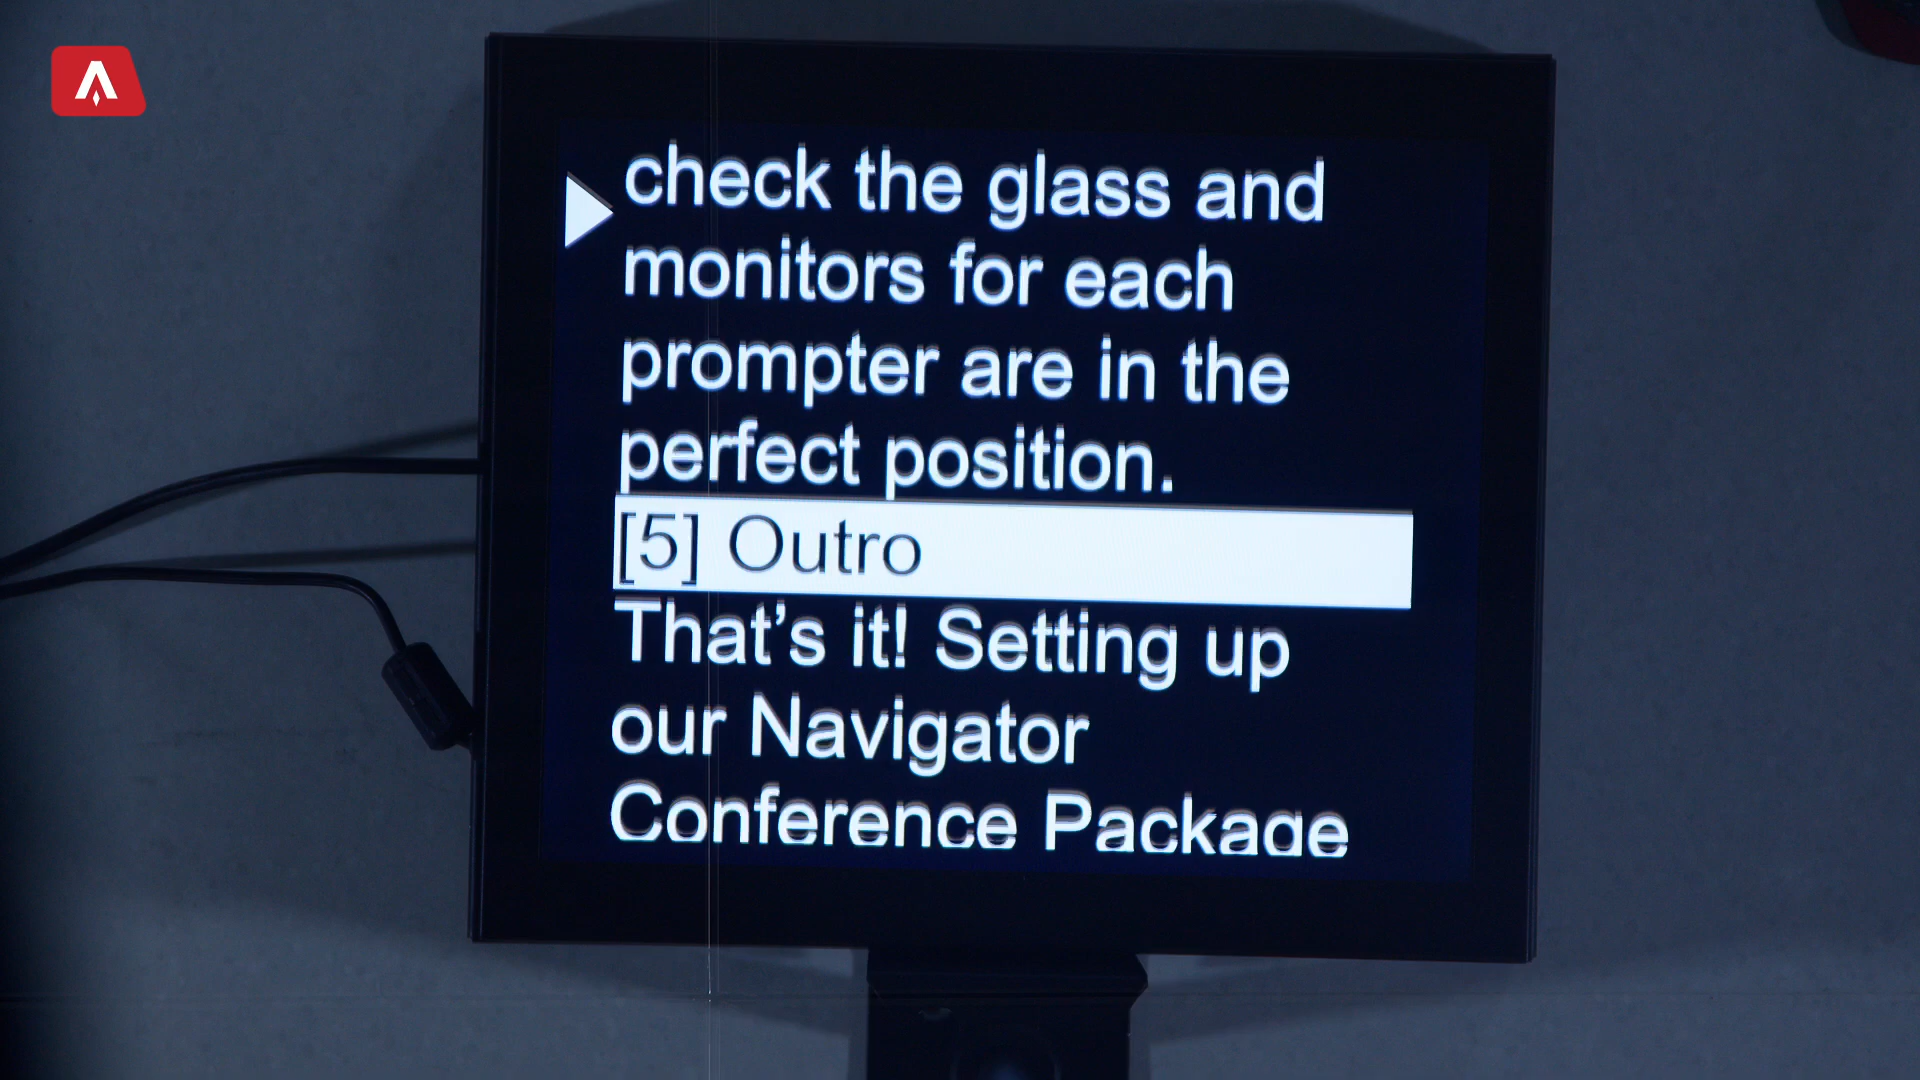 check the glass and
monitors for each
prompter are in the
perfect position.
[5] Outro
That’s it! Setting up
our Navigator
Conference Package